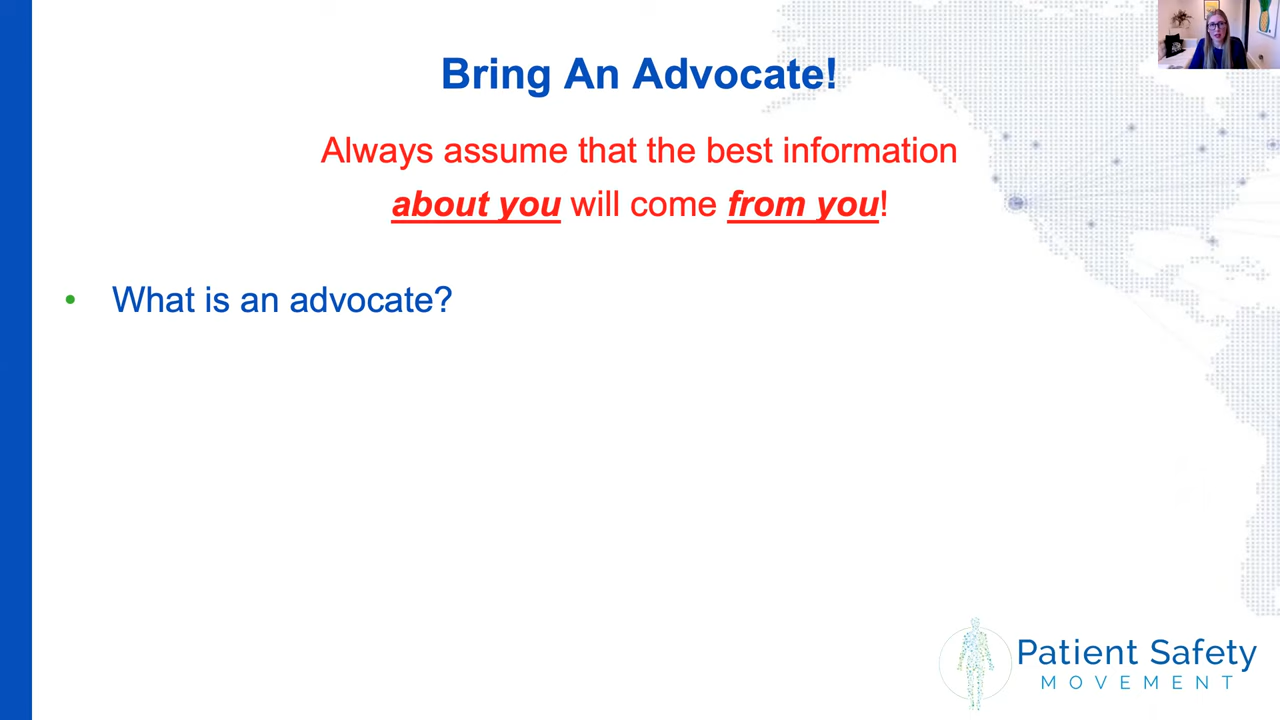 Bring An Advocate!
Always assume that the best information
about you will come from you!
• What is an advocate?
Patient Safety
MOVEMENT